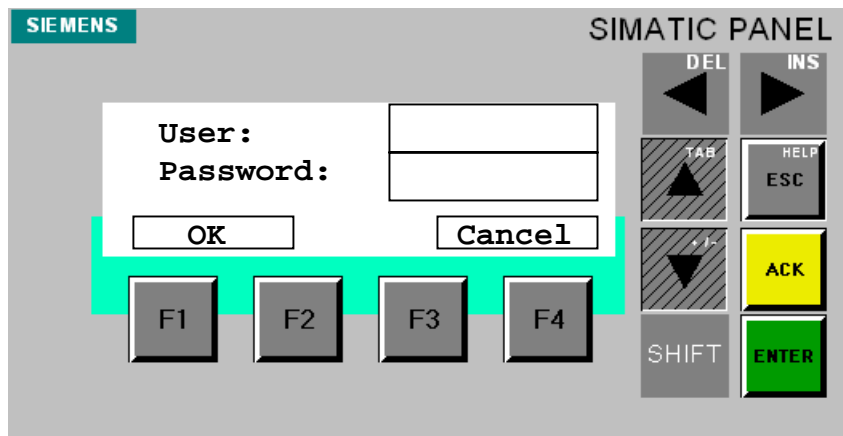 SIEMENS
SIMATIC PANEL
DEL INS
User:
Password:
TAB HELP
ESC
OK Cancel
+/-
ACK
F1 F2 F3 F4
SHIFT ENTER